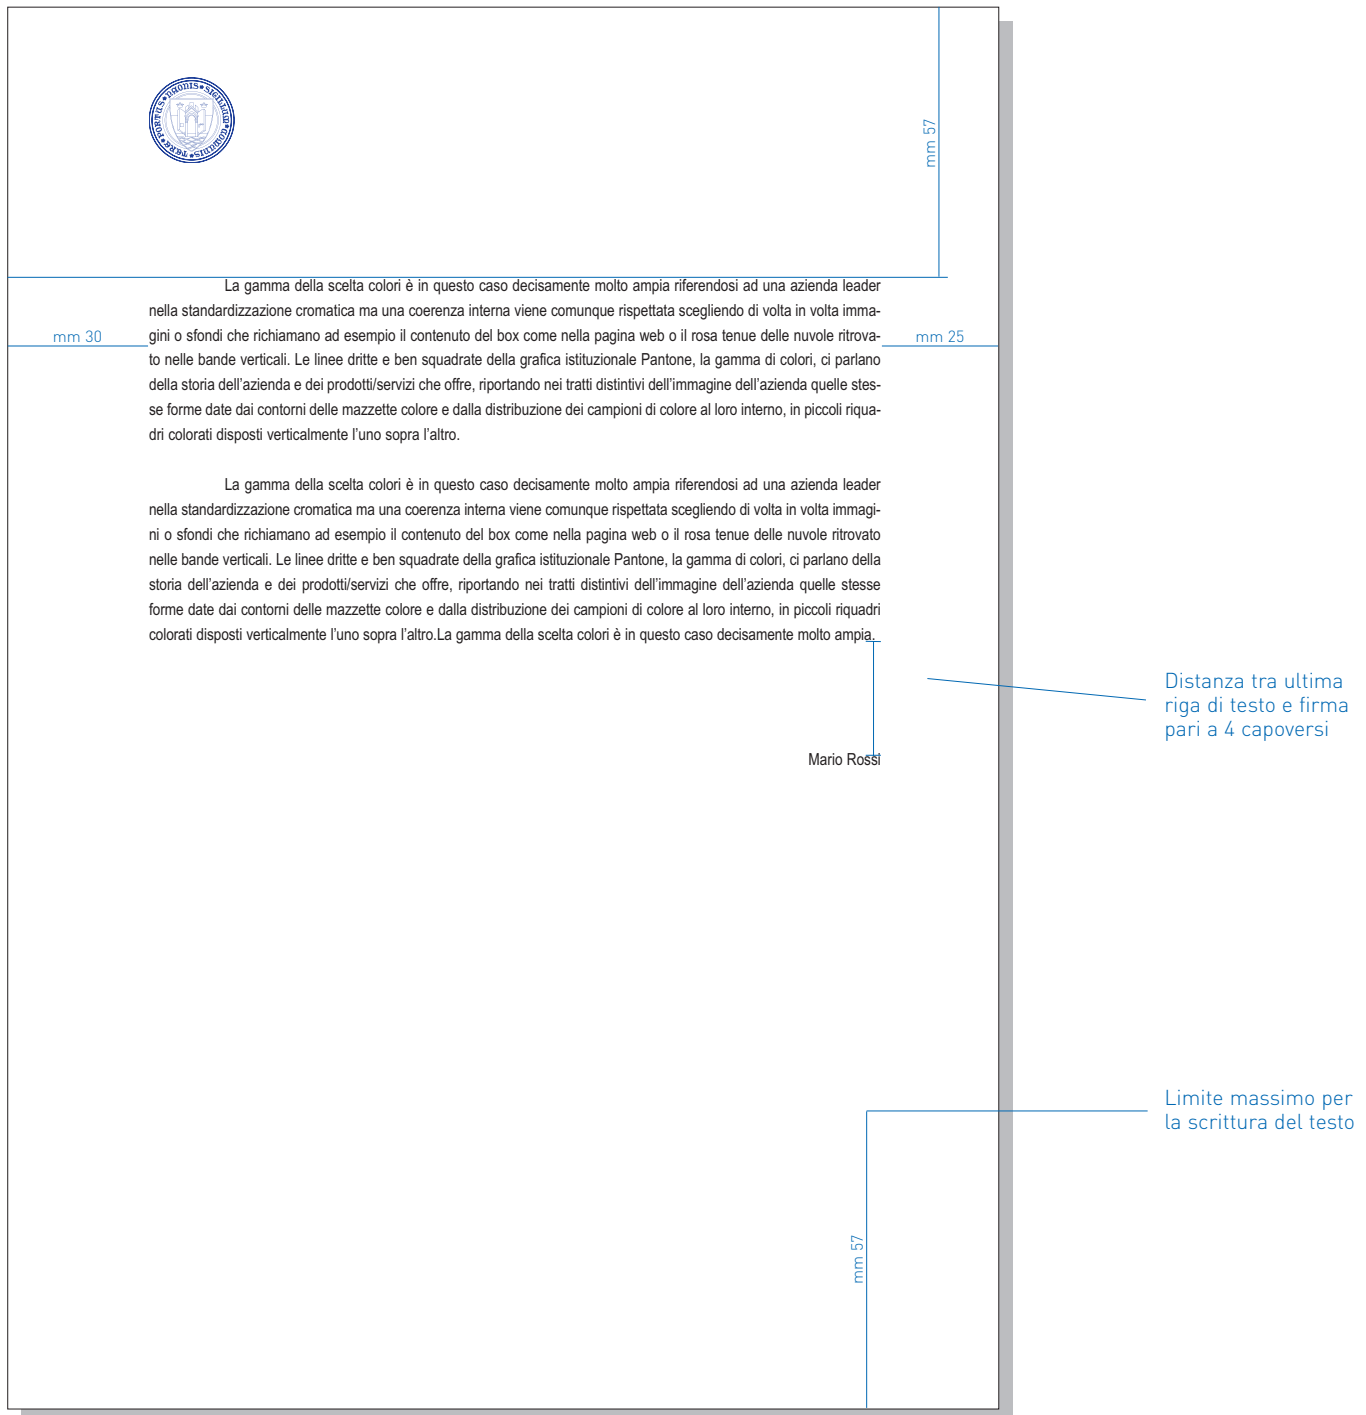 PORTUS * NAONIS * SIGILLUM * COMUNIS * TERE *
mm 57
La gamma della scelta colori è in questo caso decisamente molto ampia riferendosi ad una azienda leader
nella standardizzazione cromatica ma una coerenza interna viene comunque rispettata scegliendo di volta in volta imma-
gini o sfondi che richiamano ad esempio il contenuto del box come nella pagina web o il rosa tenue delle nuvole ritrova-
mm 30
mm 25
to nelle bande verticali. Le linee dritte e ben squadrate della grafica istituzionale Pantone, la gamma di colori, ci parlano
della storia dell'azienda e dei prodotti/servizi che offre, riportando nei tratti distintivi dell'immagine dell'azienda quelle stes-
se forme date dai contorni delle mazzette colore e dalla distribuzione dei campioni di colore al loro interno, in piccoli riqua-
dri colorati disposti verticalmente l'uno sopra l'altro.
La gamma della scelta colori è in questo caso decisamente molto ampia riferendosi ad una azienda leader
nella standardizzazione cromatica ma una coerenza interna viene comunque rispettata scegliendo di volta in volta immagi-
ni o sfondi che richiamano ad esempio il contenuto del box come nella pagina web o il rosa tenue delle nuvole ritrovato
nelle bande verticali. Le linee dritte e ben squadrate della grafica istituzionale Pantone, la gamma di colori, ci parlano della
storia dell'azienda e dei prodotti/servizi che offre, riportando nei tratti distintivi dell'immagine dell'azienda quelle stesse
forme date dai contorni delle mazzette colore e dalla distribuzione dei campioni di colore al loro interno, in piccoli riquadri
colorati disposti verticalmente l'uno sopra l'altro.La gamma della scelta colori è in questo caso decisamente molto ampia.
Distanza tra ultima
riga di testo e firma
pari a 4 capoversi
Mario Rossi
Limite massimo per
la scrittura del testo
mm 57